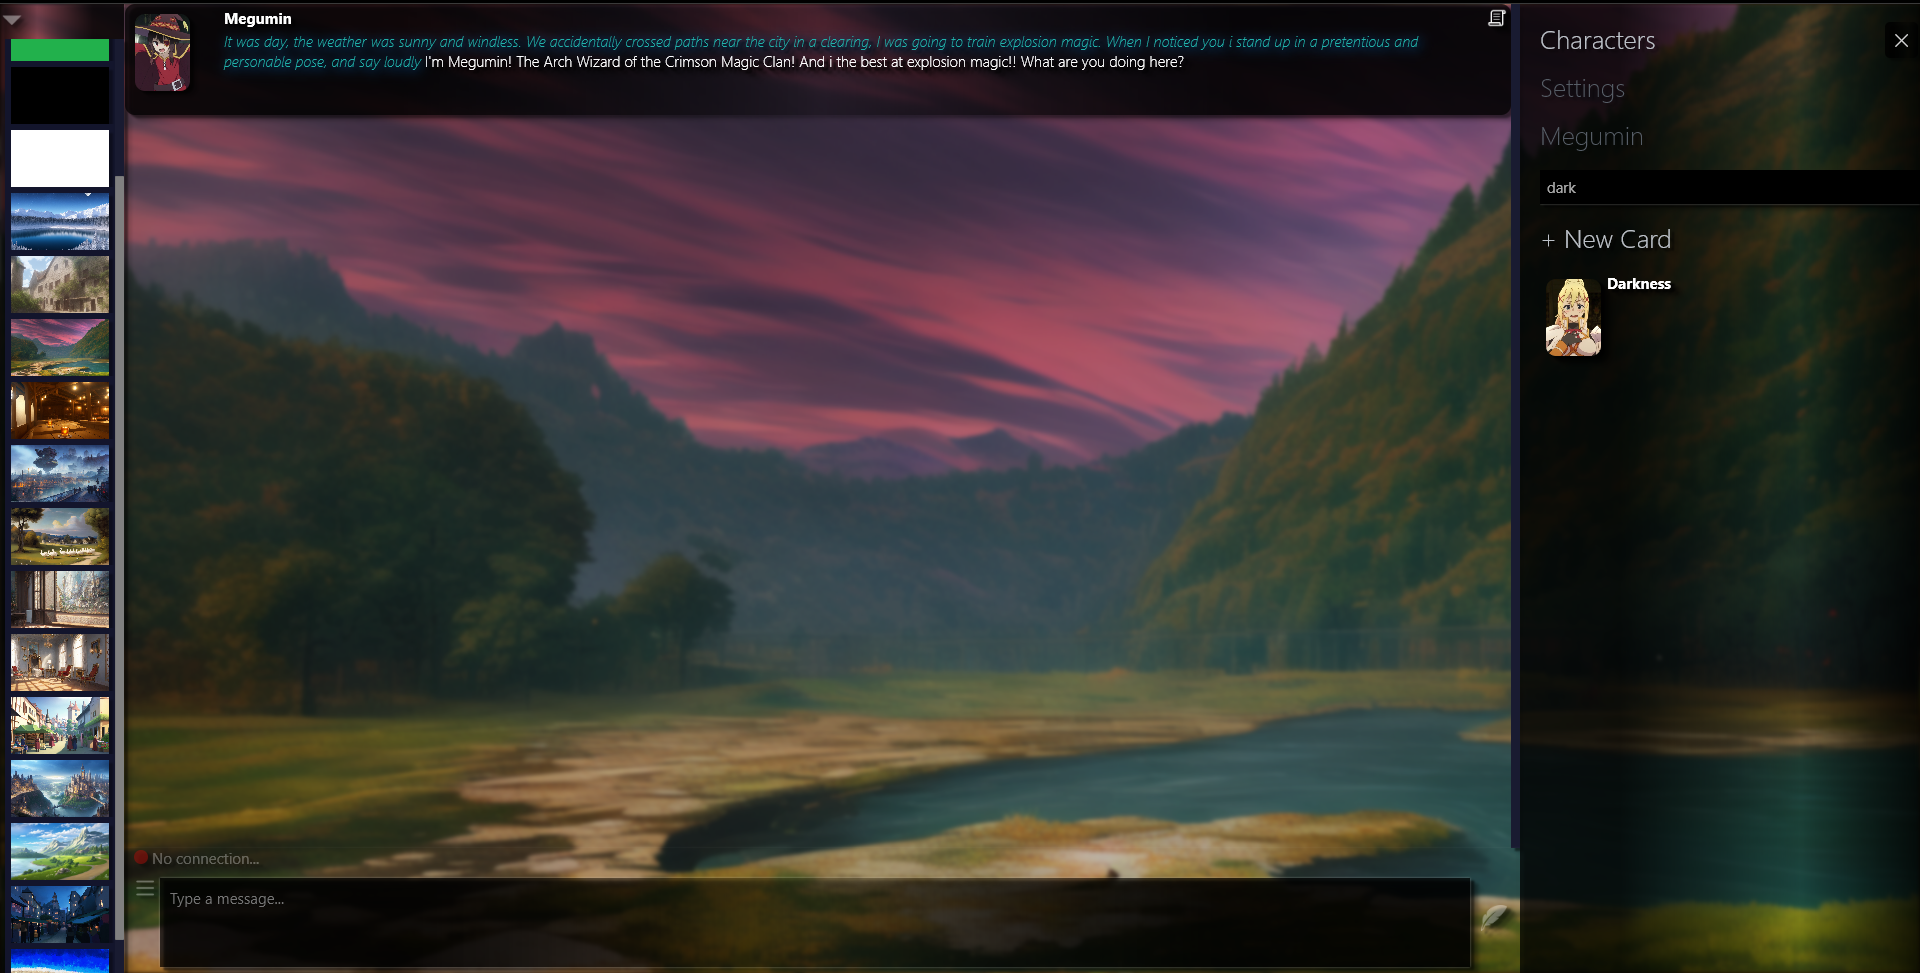 Megumin
It was day, the weather was sunny and windless. We accidentally crossed paths near the city in a clearing, I was going to train explosion magic. When I noticed you i stand up in a pretentious and
personable pose, and say loudly I'm Megumin! The Arch Wizard of the Crimson Magic Clan! And i the best at explosion magic!! What are you doing here?
Characters
Settings
Megumin
dark
+ New Card
Darkness
No connection...
Type a message...